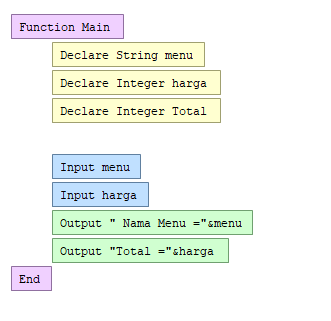 Function Main
Declare String menu
Declare Integer harga
Declare Integer Total
Input menu
Input harga
Output " Nama Menu ="&menu
Output "Total ="&harga
End